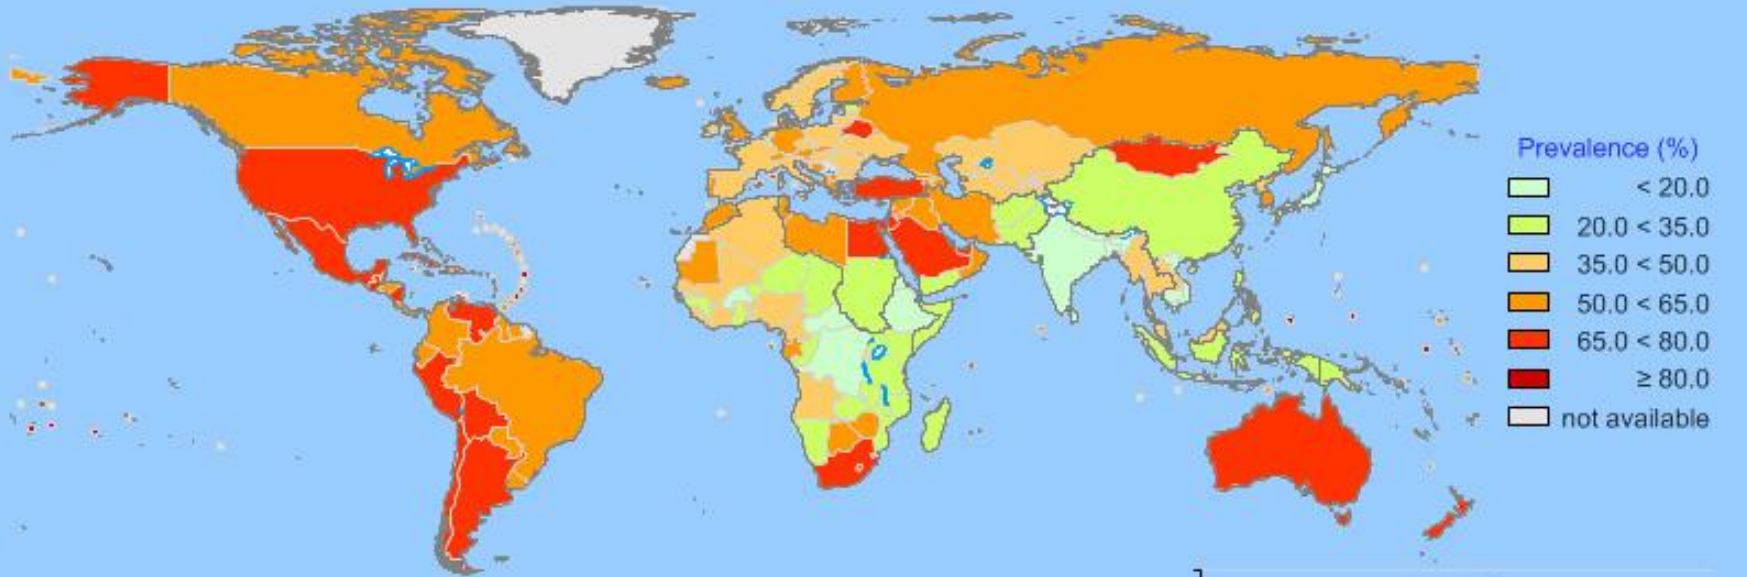 Prevalence (%)
< 20.0
20.0 < 35.0
35.0 < 50.0
50.0 < 65.0
65.0 < 80.0
≥ 80.0
not available